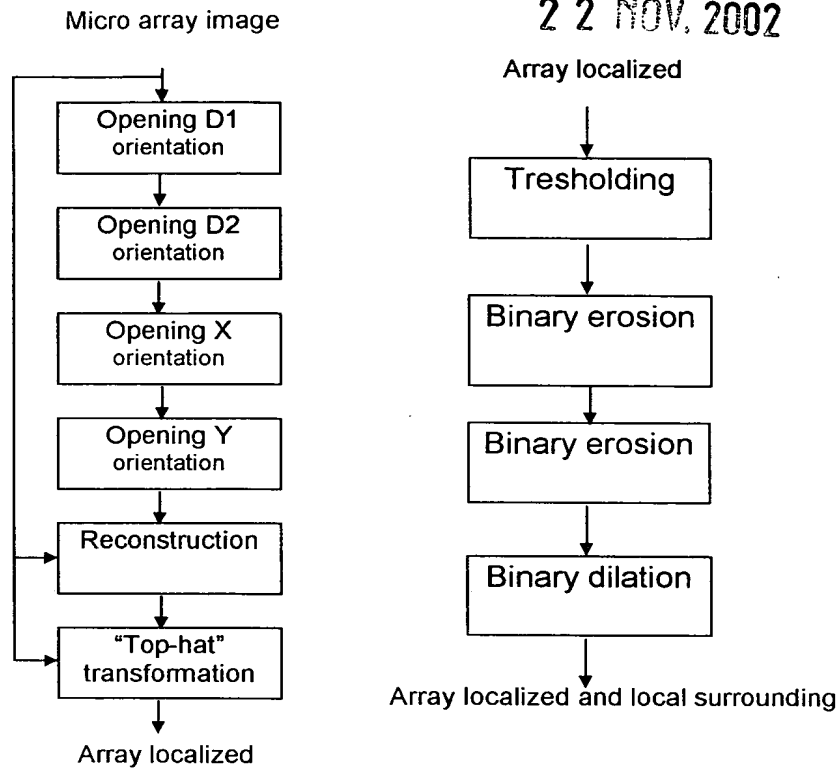 Micro array image
Opening D1
orientation
Opening D2
orientation
Opening X
orientation
Opening Y
orientation
Reconstruction
“Top-hat”
transformation
Array localized
2 2 NOV. 2002
Array localized
Tresholding
Binary erosion
Binary erosion
Binary dilation
Array localized and local surrounding